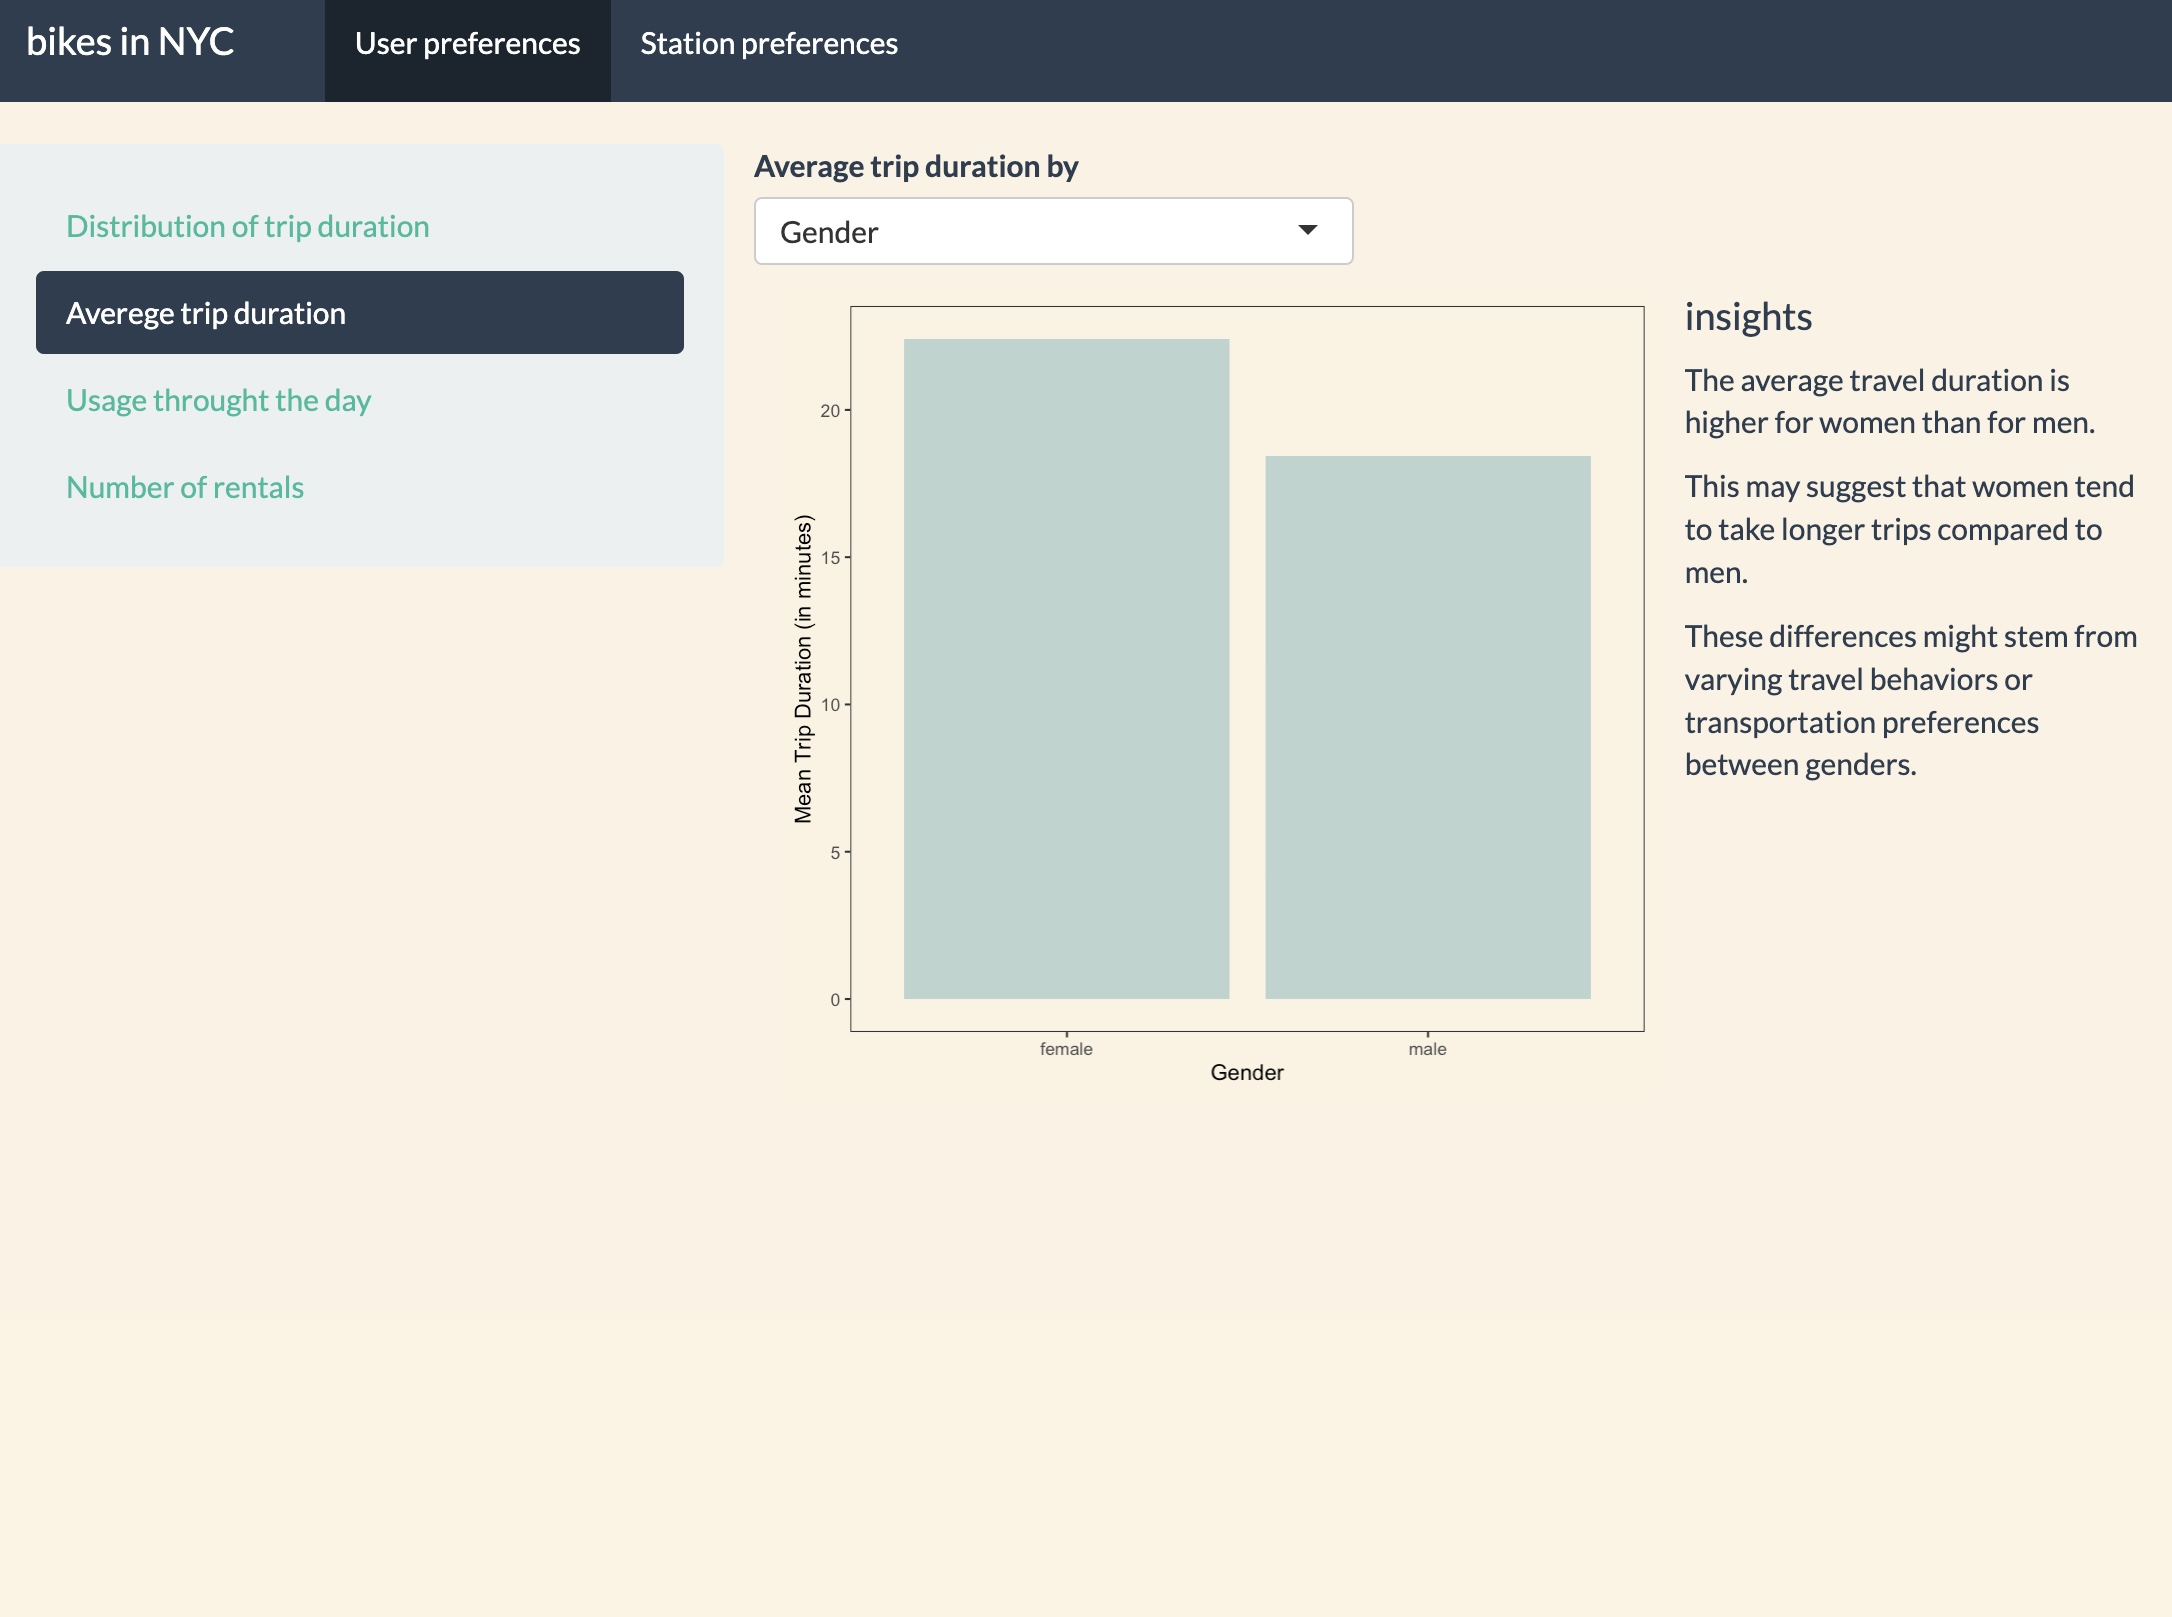 bikes in NYC
User preferences
Station preferences
Distribution of trip duration
Averege trip duration
Usage throught the day
Number of rentals
Average trip duration by
Gender
Mean Trip Duration (in minutes)
20
15
10
5
0
female
male
Gender
insights
The average travel duration is
higher for women than for men.
This may suggest that women tend
to take longer trips compared to
men.
These differences might stem from
varying travel behaviors or
transportation preferences
between genders.